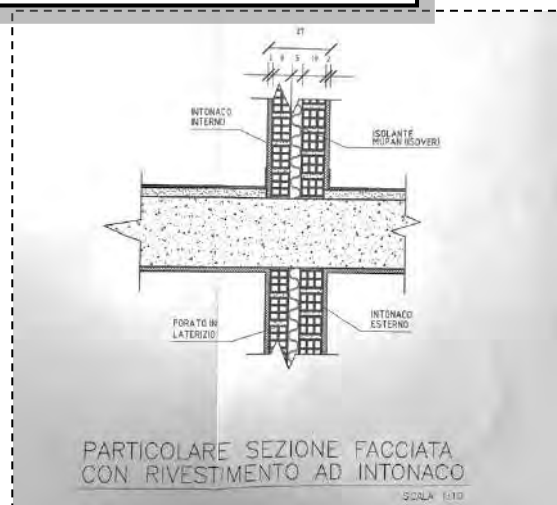 27
INTONACO
INTERNO
ISOLANTE
MUPAN (ISOVER)
FORATO IN
LATERIZIO
INTONACO
ESTERNO
PARTICOLARE SEZIONE FACCIATA
CON RIVESTIMENTO AD INTONACO
SCALA 1:10